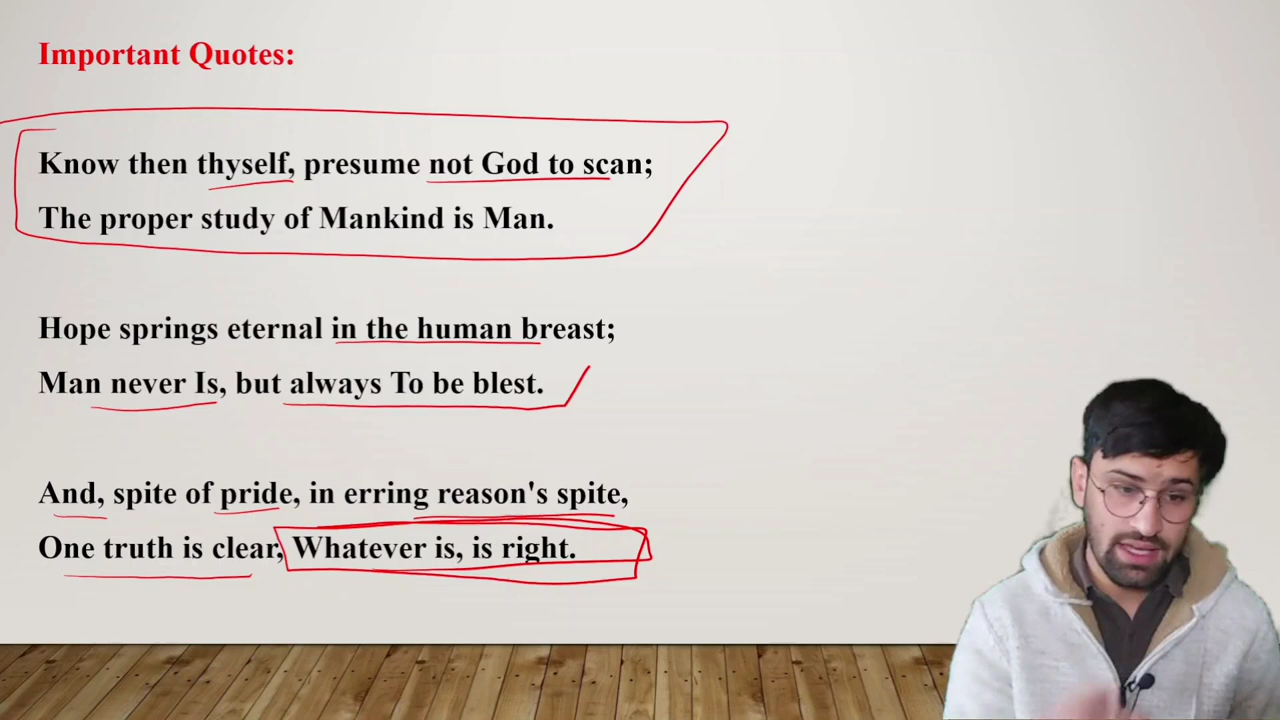 Important Quotes:
Know then thyself, presume not God to scan;
The proper study of Mankind is Man.
Hope springs eternal in the human breast;
Man never Is, but always To be blest.
And, spite of pride, in erring reason's spite,
One truth is clear, Whatever is, is right.